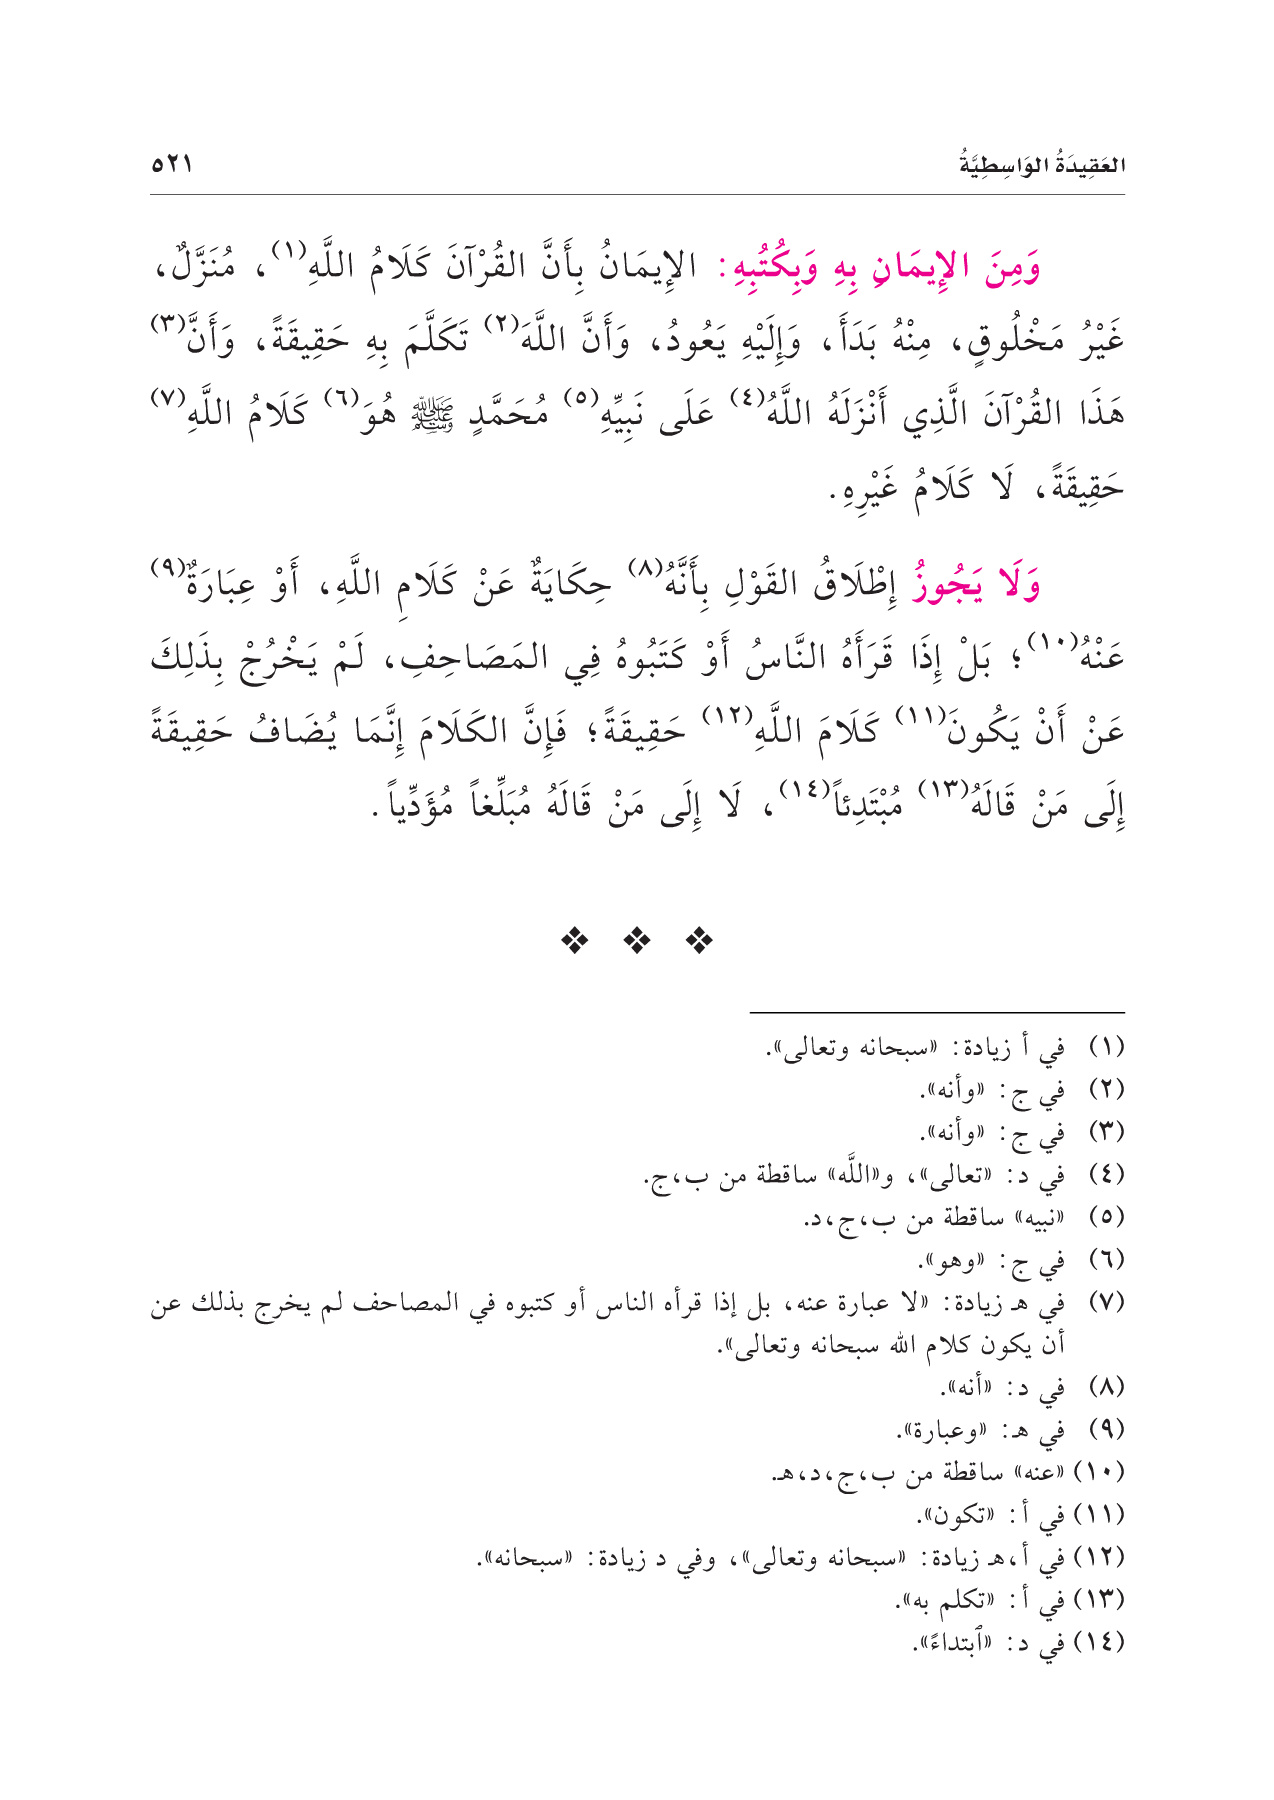 العَقِيدَةُ الوَاسِطِيَّةُ ٥٢١
وَمِنَ الإِيمَانِ بِهِ وَبِكُتُبِهِ: الإِيمَانُ بِأَنَّ القُرْآنَ كَلَامُ اللَّهِ(١)، مُنَزَّلٌ،
غَيْرُ مَخْلُوقٍ، مِنْهُ بَدَأَ، وَإِلَيْهِ يَعُودُ، وَأَنَّ اللَّهَ(٢) تَكَلَّمَ بِهِ حَقِيقَةً، وَأَنَّ(٣)
هَذَا القُرْآنَ الَّذِي أَنْزَلَهُ اللَّهُ(٤) عَلَى نَبِيِّهِ(٥) مُحَمَّدٍ ﷺ هُوَ(٦) كَلَامُ اللَّهِ(٧)
حَقِيقَةً، لَا كَلَامُ غَيْرِهِ.
وَلَا يَجُوزُ إِطْلَاقُ القَوْلِ بِأَنَّهُ(٨) حِكَايَةٌ عَنْ كَلَامِ اللَّهِ، أَوْ عِبَارَةٌ(٩)
عَنْهُ(١٠)؛ بَلْ إِذَا قَرَأَهُ النَّاسُ أَوْ كَتَبُوهُ فِي المَصَاحِفِ، لَمْ يَخْرُجْ بِذَلِكَ
عَنْ أَنْ يَكُونَ(١١) كَلَامَ اللَّهِ(١٢) حَقِيقَةً؛ فَإِنَّ الكَلَامَ إِنَّمَا يُضَافُ حَقِيقَةً
إِلَى مَنْ قَالَهُ(١٣) مُبْتَدِئاً(١٤)، لَا إِلَى مَنْ قَالَهُ مُبَلِّغاً مُؤَدِّياً.
❖ ❖ ❖
(١) في أ زيادة: «سبحانه وتعالى».
(٢) في ج: «وأنه».
(٣) في ج: «وأنه».
(٤) في د: «تعالى»، و«اللَّه» ساقطة من ب،ج.
(٥) «نبيه» ساقطة من ب،ج،د.
(٦) في ج: «وهو».
(٧) في هـ زيادة: «لا عبارة عنه، بل إذا قرأه الناس أو كتبوه في المصاحف لم يخرج بذلك عن
أن يكون كلام الله سبحانه وتعالى».
(٨) في د: «أنه».
(٩) في هـ: «وعبارة».
(١٠) «عنه» ساقطة من ب،ج،د،هـ.
(١١) في أ: «تكون».
(١٢) في أ،هـ زيادة: «سبحانه وتعالى»، وفي د زيادة: «سبحانه».
(١٣) في أ: «تكلم به».
(١٤) في د: «ٱبتداءً».